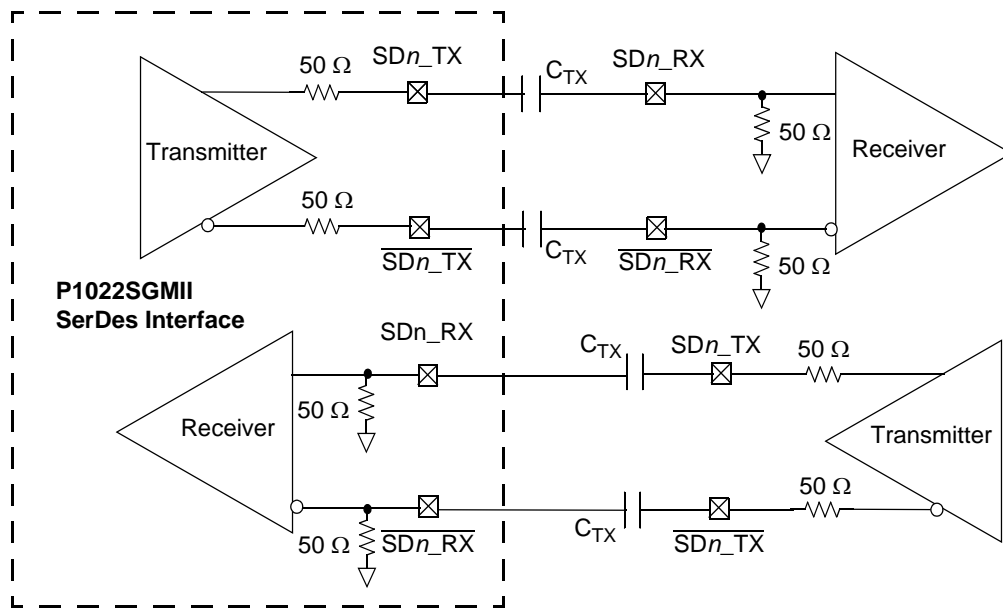 SDn_TX
C_TX
SDn_RX
50 Ω
50 Ω
Transmitter
Receiver
50 Ω
50 Ω
SDn_TX
C_TX
SDn_RX
P1022SGMII
SerDes Interface
SDn_RX
C_TX
SDn_TX
50 Ω
50 Ω
Receiver
Transmitter
50 Ω
50 Ω
SDn_RX
C_TX
SDn_TX